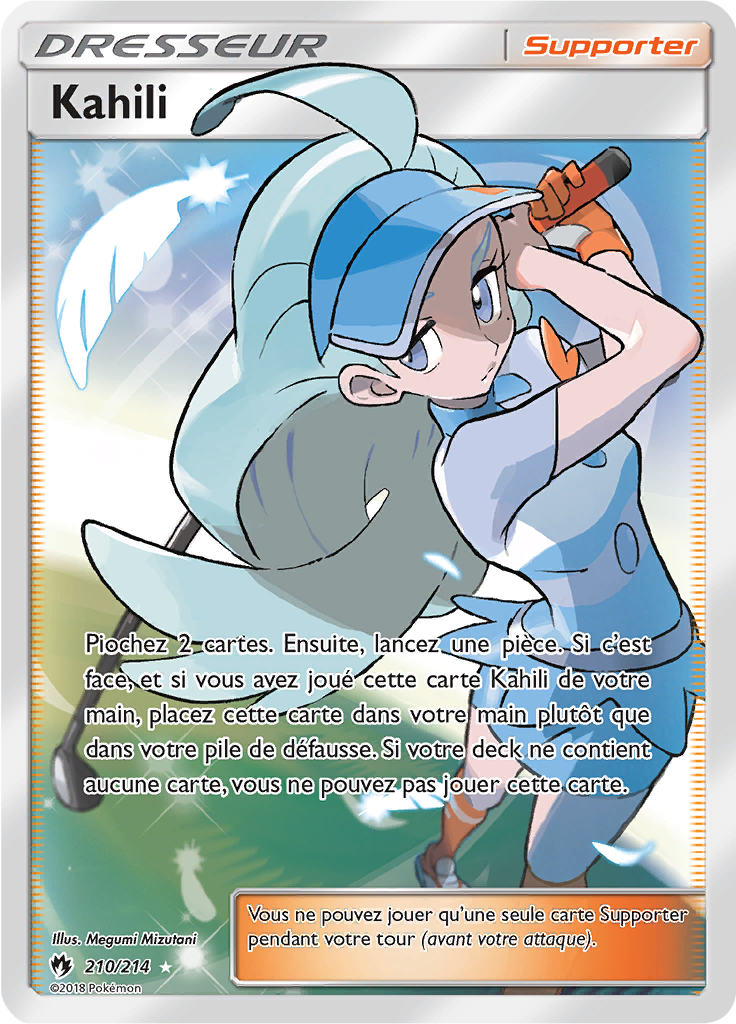 DRESSEUR
Supporter
Kahili
Piochez 2 cartes. Ensuite, lancez une pièce. Si c'est
face, et si vous avez joué cette carte Kahili de votre
main, placez cette carte dans votre main plutôt que
dans votre pile de défausse. Si votre deck ne contient
aucune carte, vous ne pouvez pas jouer cette carte.
Vous ne pouvez jouer qu'une seule carte Supporter
pendant votre tour (avant votre attaque).
Illus. Megumi Mizutani
210/214
©2018 Pokémon